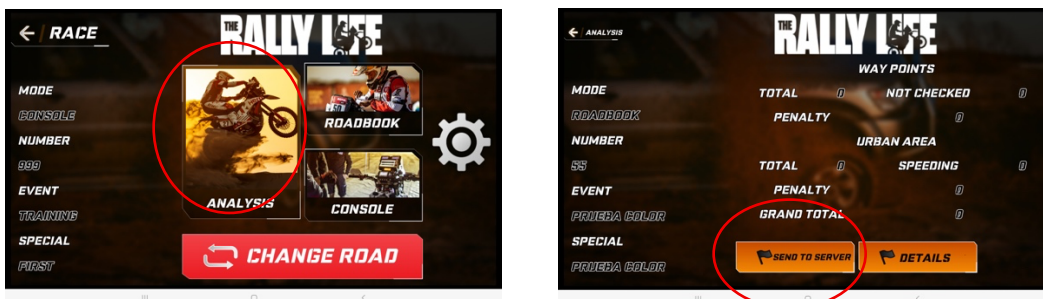 ← RACE
THE RALLY LIFE
MODE
CONSOLE
NUMBER
999
EVENT
TRAINING
SPECIAL
FIRST
ANALYSIS
ROADBOOK
CONSOLE
CHANGE ROAD
← ANALYSIS
THE RALLY LIFE
MODE
ROADBOOK
NUMBER
55
EVENT
PRUEBA COLOR
SPECIAL
PRUEBA COLOR
WAY POINTS
TOTAL 0 NOT CHECKED 0
PENALTY 0
URBAN AREA
TOTAL 0 SPEEDING 0
PENALTY 0
GRAND TOTAL 0
SEND TO SERVER DETAILS